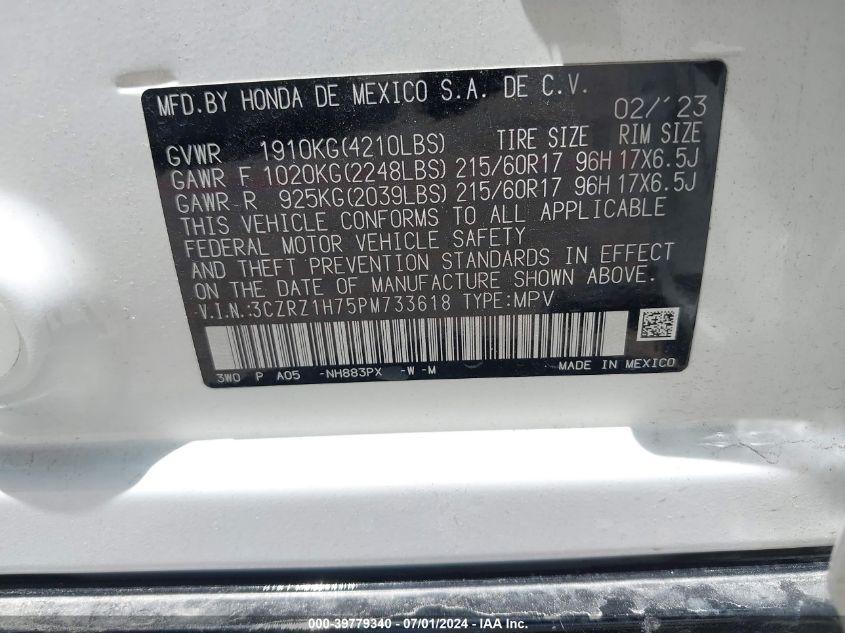 MFD.BY HONDA DE MEXICO S.A. DE C.V. 02/'23
GVWR 1910KG(4210LBS) TIRE SIZE RIM SIZE
GAWR F 1020KG(2248LBS) 215/60R17 96H 17X6.5J
GAWR R 925KG(2039LBS) 215/60R17 96H 17X6.5J
THIS VEHICLE CONFORMS TO ALL APPLICABLE
FEDERAL MOTOR VEHICLE SAFETY
AND THEFT PREVENTION STANDARDS IN EFFECT
ON THE DATE OF MANUFACTURE SHOWN ABOVE.
V.I.N.:3CZRZ1H75PM733618 TYPE:MPV
3W0 P A05 -NH883PX -W -M MADE IN MEXICO
000-39779340 - 07/01/2024 - IAA Inc.